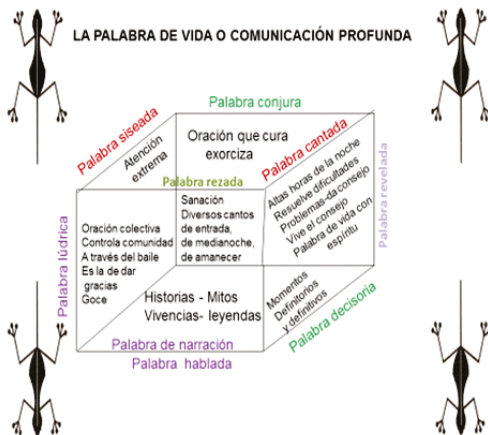 LA PALABRA DE VIDA O COMUNICACIÓN PROFUNDA
Palabra conjura
Palabra siseada
Atención
extrema
Oración que cura
exorciza
Palabra cantada
Altas horas de la noche
Resuelve dificultades
Problemas-da consejo
Vive el consejo
Palabra de vida con
espíritu
Palabra revelada
Palabra rezada
Sanación
Diversos cantos
de entrada,
de medianoche,
de amanecer
Palabra lúdrica
Oración colectiva
Controla comunidad
A través del baile
Es la de dar
gracias
Goce
Historias - Mitos
Vivencias- leyendas
Momentos
Definitorios
y definitivos
Palabra decisoria
Palabra de narración
Palabra hablada